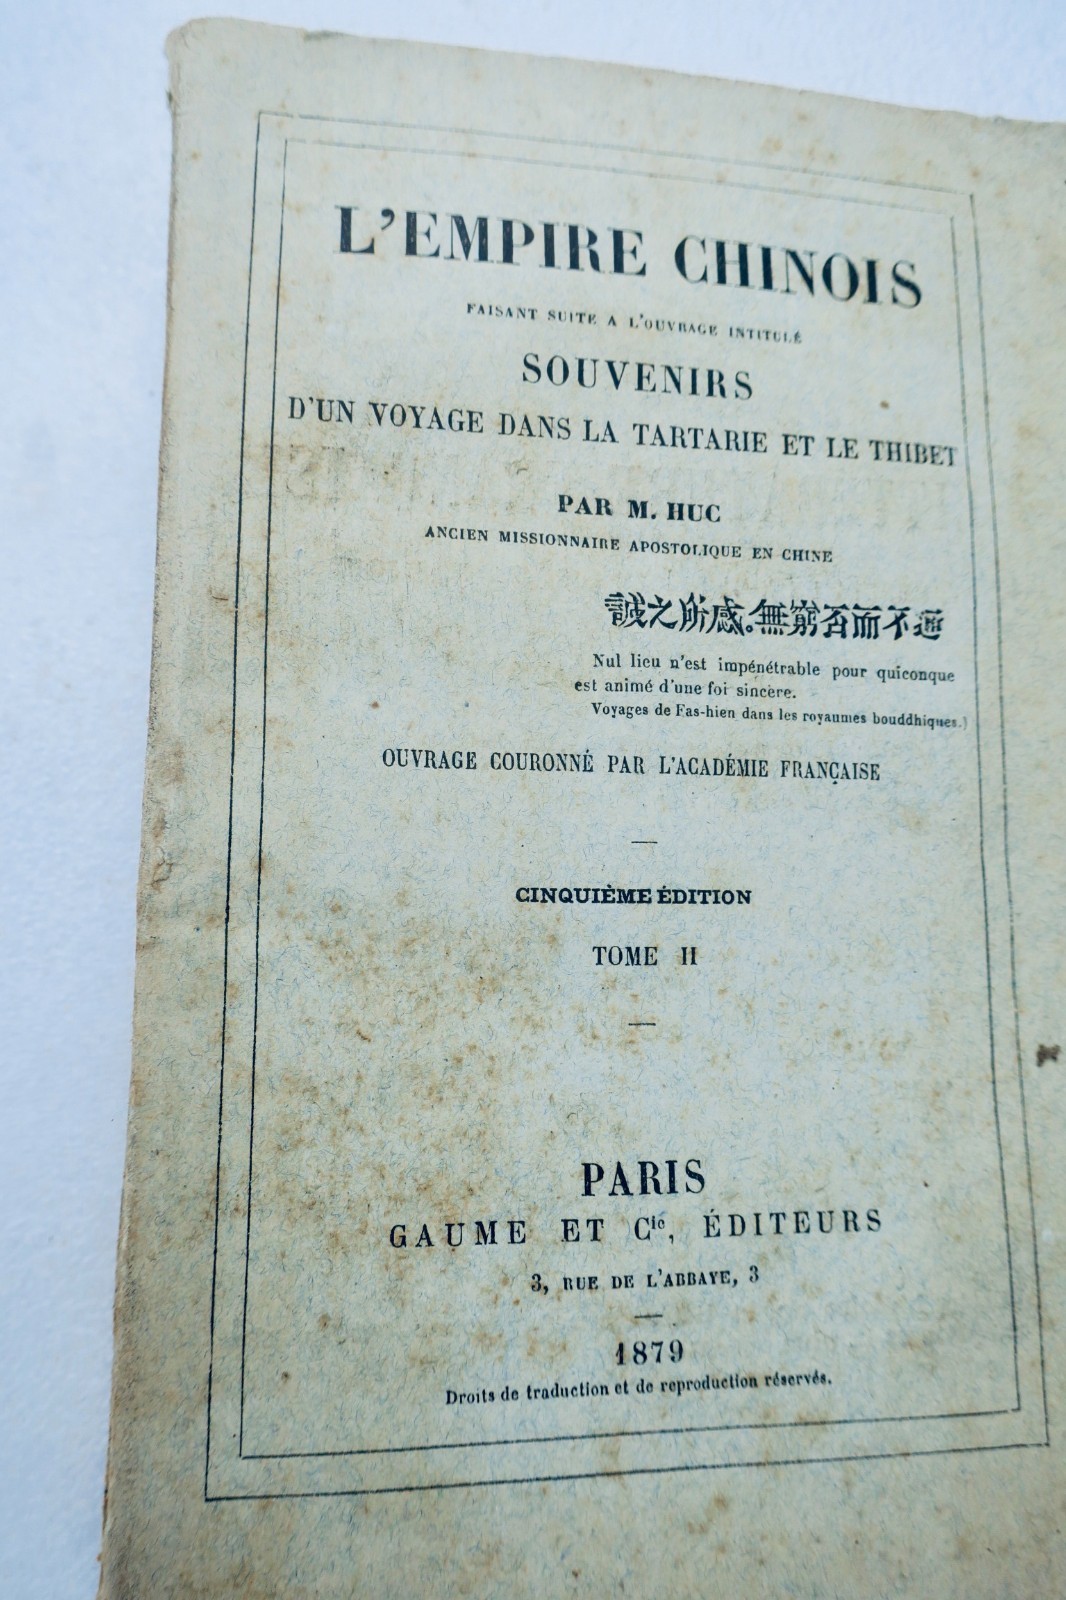 L'EMPIRE CHINOIS
FAISANT SUITE A L'OUVRAGE INTITULÉ
SOUVENIRS
D'UN VOYAGE DANS LA TARTARIE ET LE THIBET
PAR M. HUC
ANCIEN MISSIONNAIRE APOSTOLIQUE EN CHINE
誠之所感。無窮否而不通
Nul lieu n'est impénétrable pour quiconque
est animé d'une foi sincère.
Voyages de Fas-hien dans les royaumes bouddhiques.)
OUVRAGE COURONNÉ PAR L'ACADÉMIE FRANÇAISE
CINQUIÈME ÉDITION
TOME II
PARIS
GAUME ET Cie, ÉDITEURS
3, RUE DE L'ABBAYE, 3
1879
Droits de traduction et de reproduction réservés.